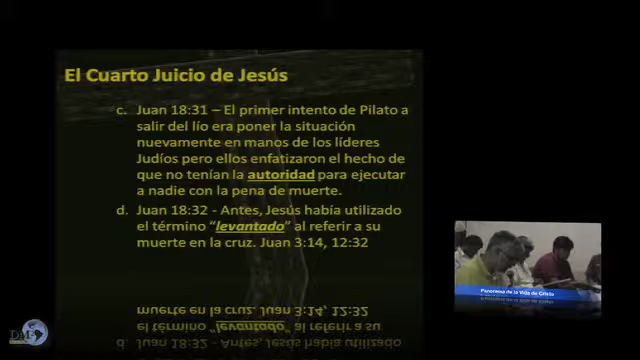 El Cuarto Juicio de Jesús
c. Juan 18:31 – El primer intento de Pilato a
salir del lío era poner la situación
nuevamente en manos de los líderes
Judíos pero ellos enfatizaron el hecho de
que no tenían la autoridad para ejecutar
a nadie con la pena de muerte.
d. Juan 18:32 - Antes, Jesús había utilizado
el término “levantado” al referir a su
muerte en la cruz. Juan 3:14, 12:32
Panorama de la Vida de Cristo
DM